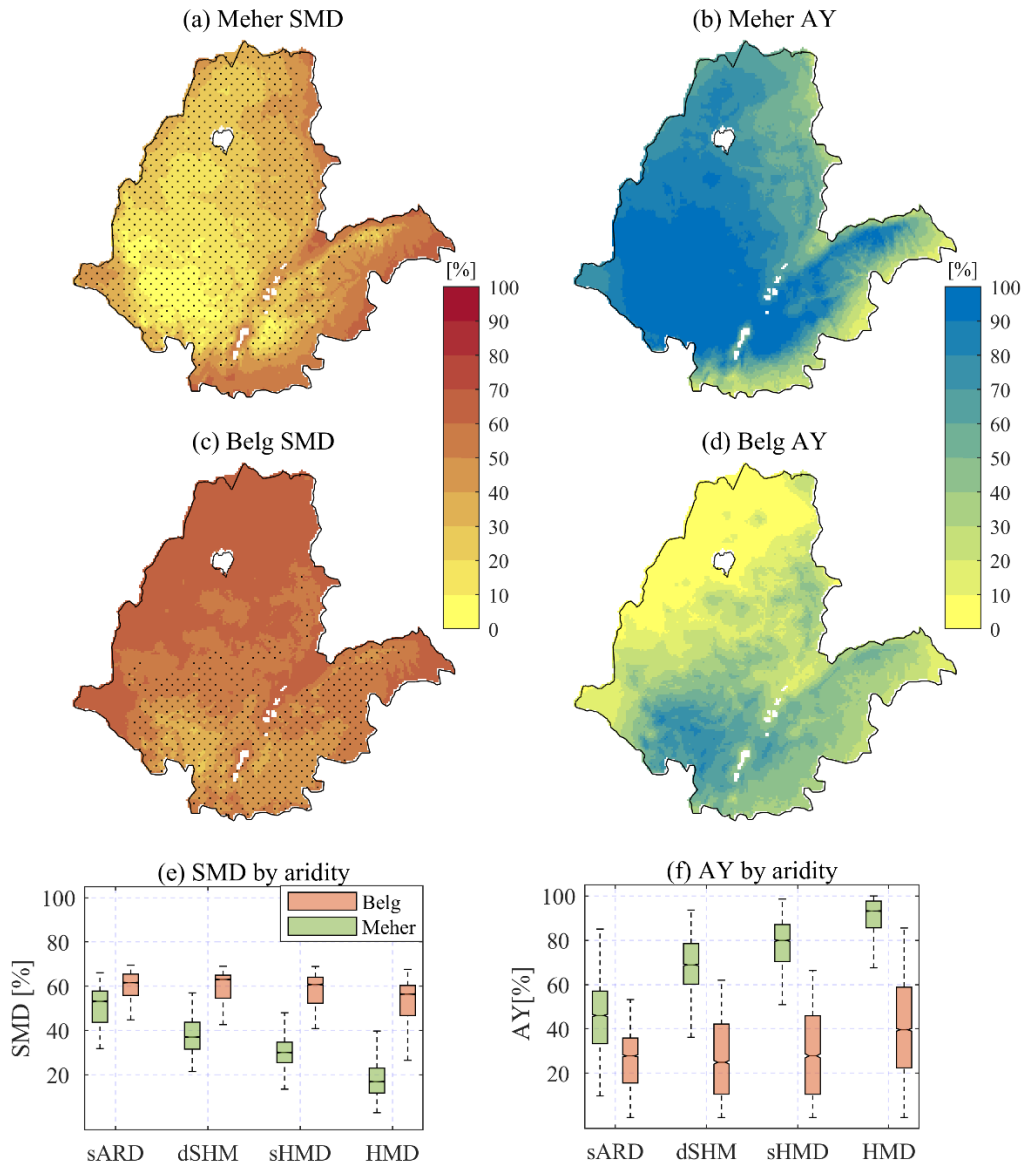 (a) Meher SMD
(b) Meher AY
[%]
100
90
80
70
60
50
40
30
20
10
0
[%]
100
90
80
70
60
50
40
30
20
10
0
(c) Belg SMD
(d) Belg AY
(e) SMD by aridity
100
80
60
40
20
SMD [%]
Belg
Meher
sARD dSHM sHMD HMD
(f) AY by aridity
100
80
60
40
20
AY[%]
sARD dSHM sHMD HMD